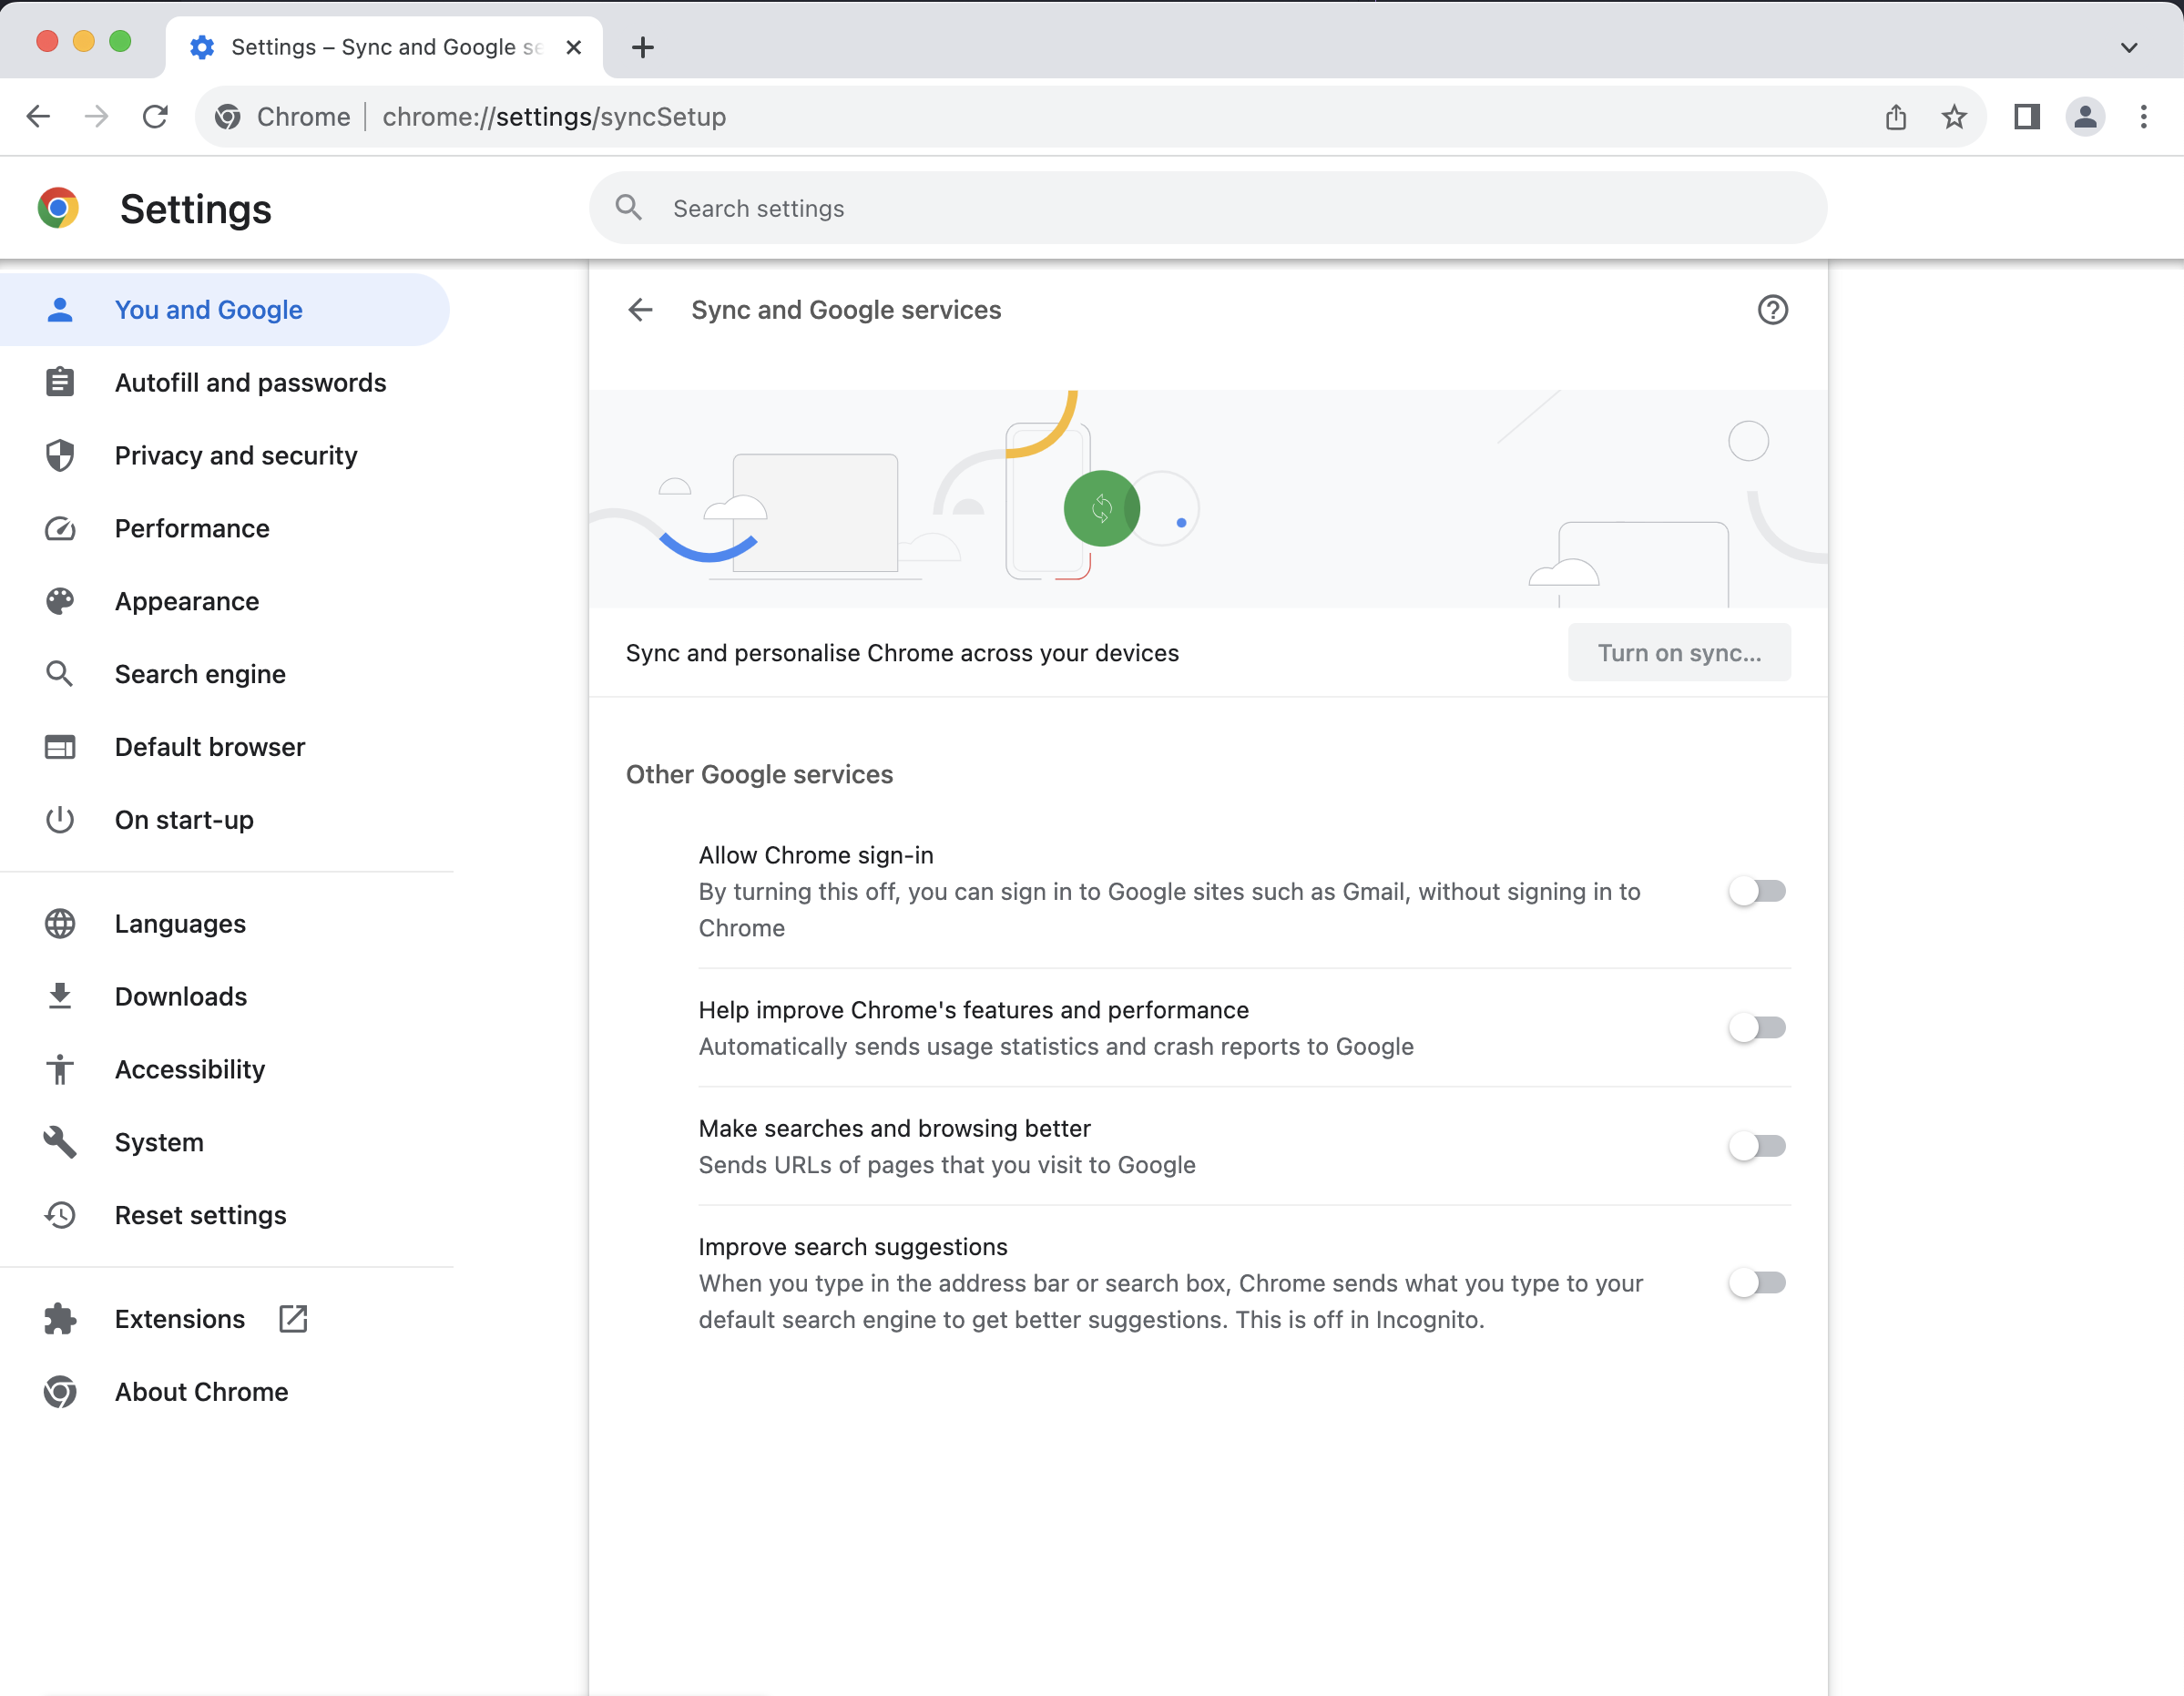 Settings – Sync and Google se
Chrome
chrome://settings/syncSetup
Settings
Search settings
You and Google
Autofill and passwords
Privacy and security
Performance
Appearance
Search engine
Default browser
On start-up
Languages
Downloads
Accessibility
System
Reset settings
Extensions
About Chrome
Sync and Google services
Sync and personalise Chrome across your devices
Turn on sync...
Other Google services
Allow Chrome sign-in
By turning this off, you can sign in to Google sites such as Gmail, without signing in to
Chrome
Help improve Chrome's features and performance
Automatically sends usage statistics and crash reports to Google
Make searches and browsing better
Sends URLs of pages that you visit to Google
Improve search suggestions
When you type in the address bar or search box, Chrome sends what you type to your
default search engine to get better suggestions. This is off in Incognito.